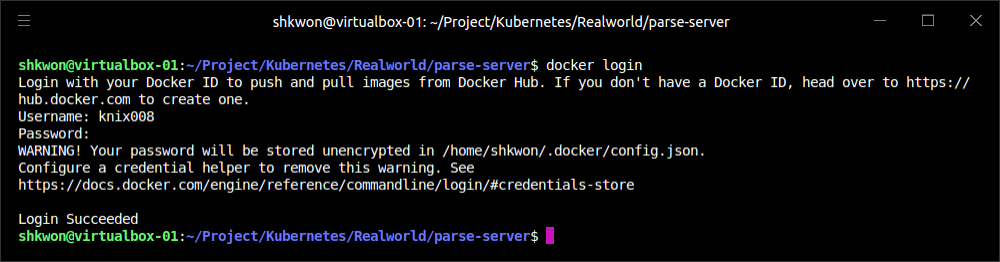 shkwon@virtualbox-01: ~/Project/Kubernetes/Realworld/parse-server
shkwon@virtualbox-01:~/Project/Kubernetes/Realworld/parse-server$ docker login
Login with your Docker ID to push and pull images from Docker Hub. If you don't have a Docker ID, head over to https://
hub.docker.com to create one.
Username: knix008
Password:
WARNING! Your password will be stored unencrypted in /home/shkwon/.docker/config.json.
Configure a credential helper to remove this warning. See
https://docs.docker.com/engine/reference/commandline/login/#credentials-store
Login Succeeded
shkwon@virtualbox-01:~/Project/Kubernetes/Realworld/parse-server$